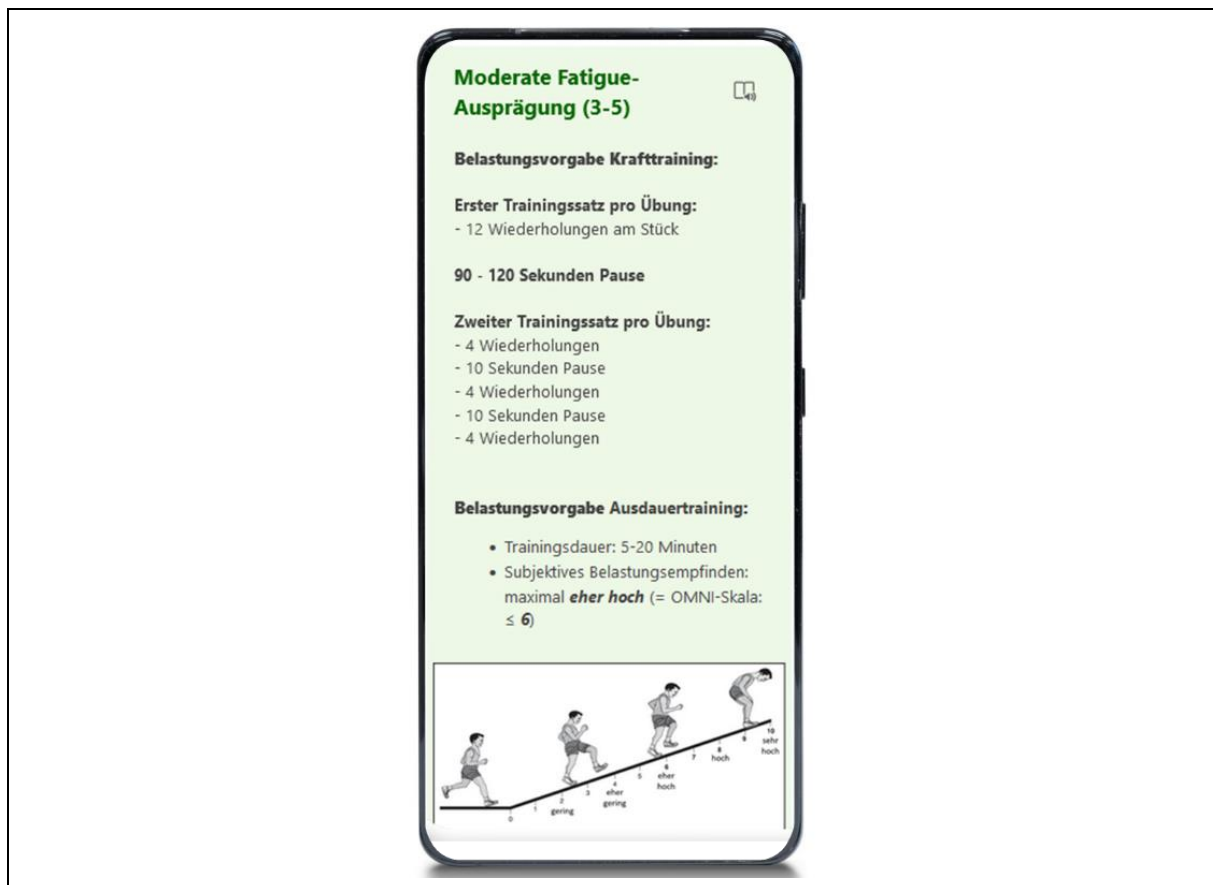 Moderate Fatigue-
Ausprägung (3-5)
Belastungsvorgabe Krafttraining:
Erster Trainingssatz pro Übung:
- 12 Wiederholungen am Stück
90 - 120 Sekunden Pause
Zweiter Trainingssatz pro Übung:
- 4 Wiederholungen
- 10 Sekunden Pause
- 4 Wiederholungen
- 10 Sekunden Pause
- 4 Wiederholungen
Belastungsvorgabe Ausdauertraining:
• Trainingsdauer: 5-20 Minuten
• Subjektives Belastungsempfinden:
maximal eher hoch (= OMNI-Skala:
≤ 6)
0
1
2
gering
3
4
eher
gering
5
6
eher
hoch
7
8
hoch
9
10
sehr
hoch